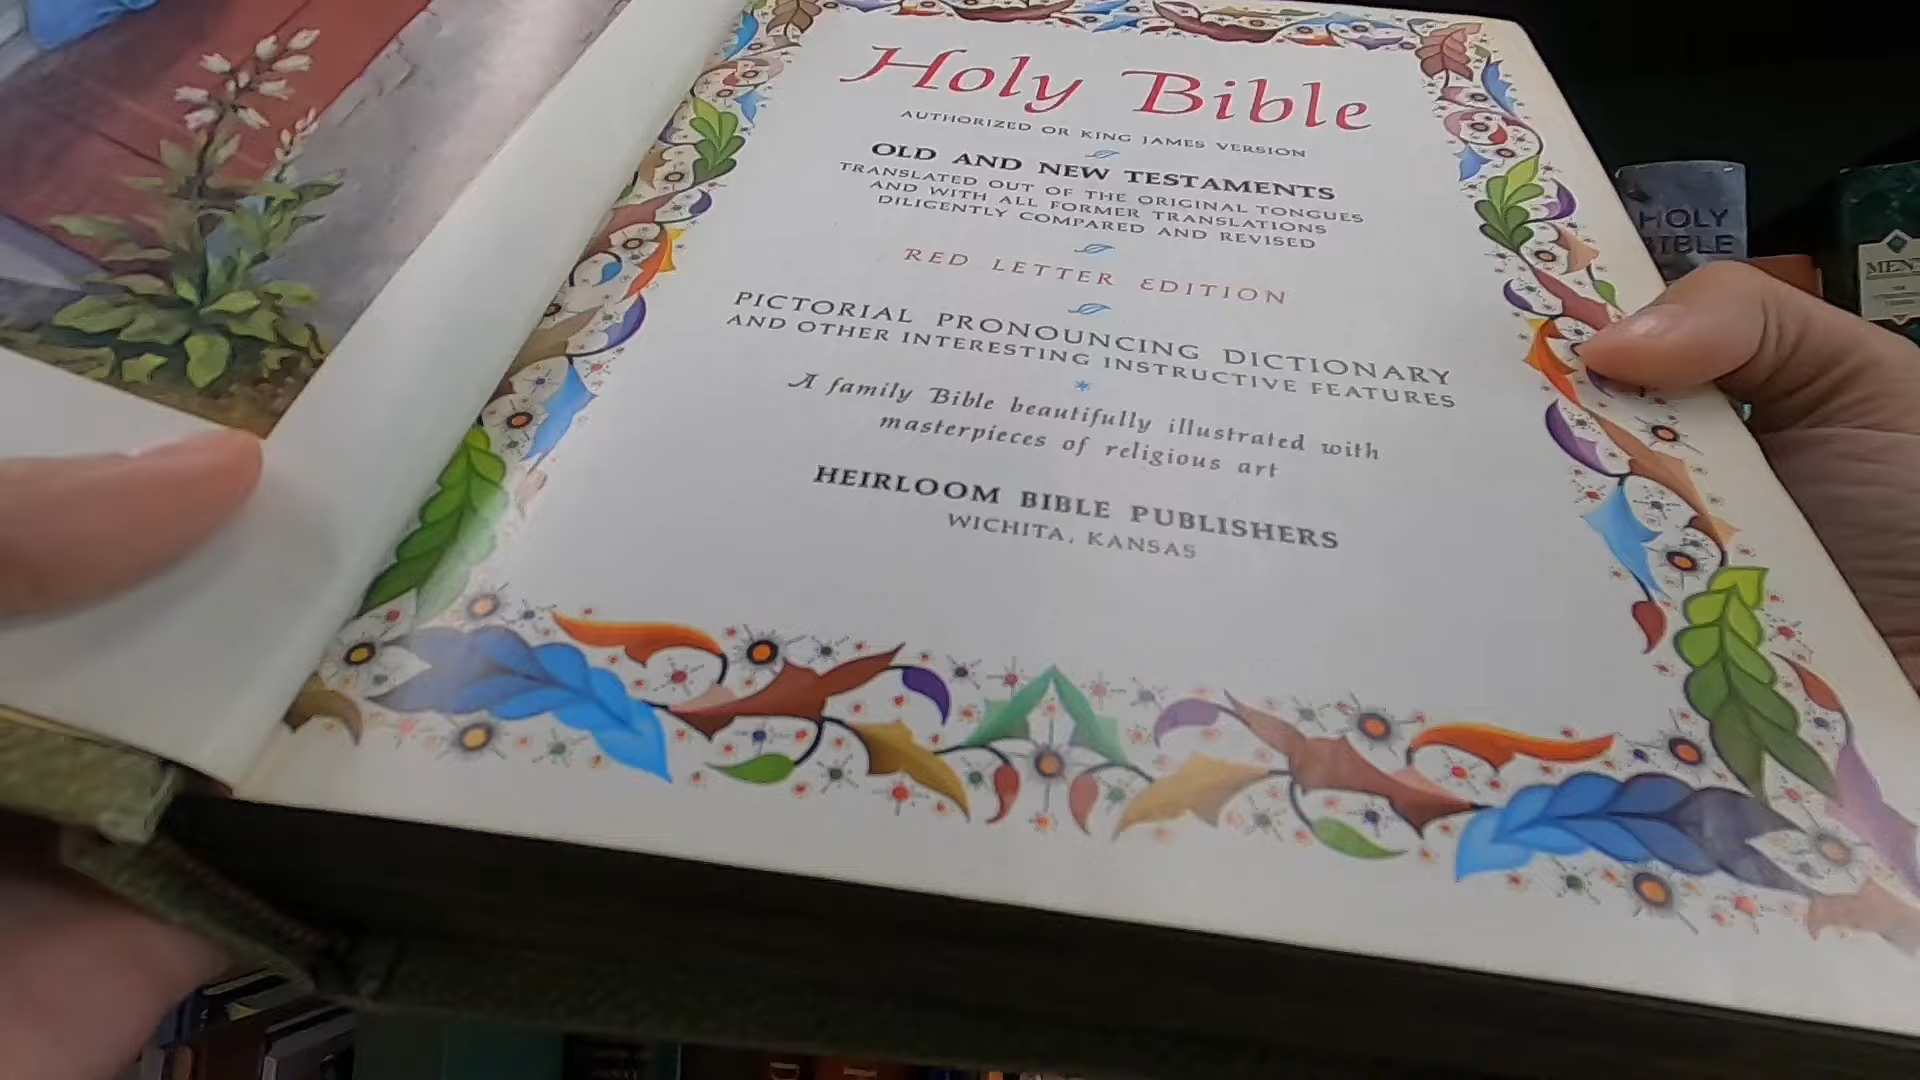 Holy Bible
AUTHORIZED OR KING JAMES VERSION
OLD AND NEW TESTAMENTS
TRANSLATED OUT OF THE ORIGINAL TONGUES
AND WITH ALL FORMER TRANSLATIONS
DILIGENTLY COMPARED AND REVISED
RED LETTER EDITION
PICTORIAL PRONOUNCING DICTIONARY
AND OTHER INTERESTING INSTRUCTIVE FEATURES
A family Bible beautifully illustrated with
masterpieces of religious art
HEIRLOOM BIBLE PUBLISHERS
WICHITA, KANSAS
HOLY
BIBLE